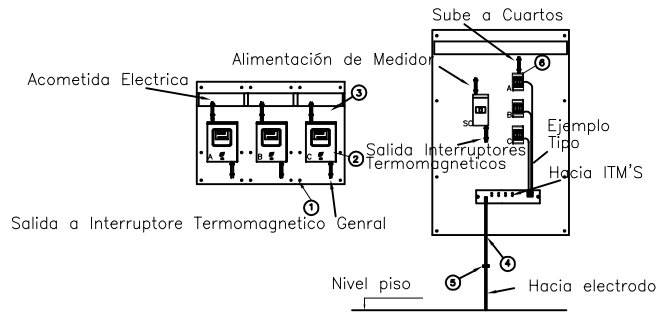 Sube a Cuartos
Alimentación de Medidor
6
Acometida Electrica
3
A
SC
B
A
B
C
2
C
Salida Interruptores
Termomagneticos
Ejemplo
Tipo
Hacia ITM'S
1
Salida a Interruptore Termomagnetico Genral
4
5
Nivel piso
Hacia electrodo